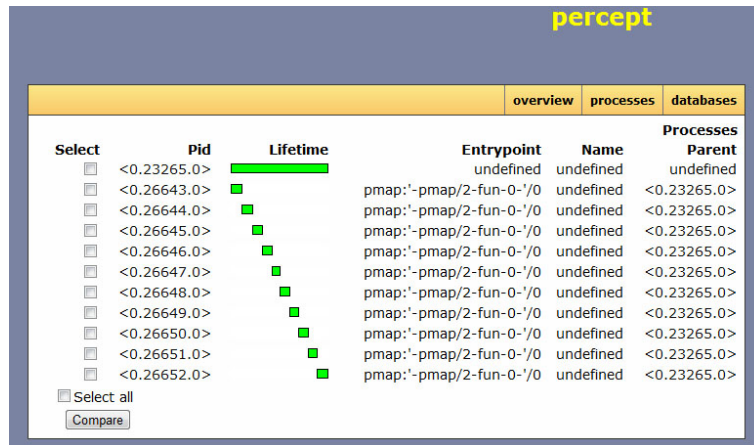 percept
overview processes databases
Processes
Select Pid Lifetime Entrypoint Name Parent
<0.23265.0> undefined undefined undefined
<0.26643.0> pmap:'-pmap/2-fun-0-'/0 undefined <0.23265.0>
<0.26644.0> pmap:'-pmap/2-fun-0-'/0 undefined <0.23265.0>
<0.26645.0> pmap:'-pmap/2-fun-0-'/0 undefined <0.23265.0>
<0.26646.0> pmap:'-pmap/2-fun-0-'/0 undefined <0.23265.0>
<0.26647.0> pmap:'-pmap/2-fun-0-'/0 undefined <0.23265.0>
<0.26648.0> pmap:'-pmap/2-fun-0-'/0 undefined <0.23265.0>
<0.26649.0> pmap:'-pmap/2-fun-0-'/0 undefined <0.23265.0>
<0.26650.0> pmap:'-pmap/2-fun-0-'/0 undefined <0.23265.0>
<0.26651.0> pmap:'-pmap/2-fun-0-'/0 undefined <0.23265.0>
<0.26652.0> pmap:'-pmap/2-fun-0-'/0 undefined <0.23265.0>
Select all
Compare